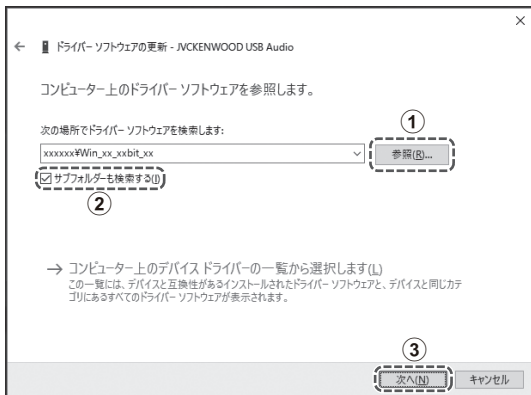 ×
← ドライバー ソフトウェアの更新 - JVCKENWOOD USB Audio
コンピューター上のドライバー ソフトウェアを参照します。
次の場所でドライバー ソフトウェアを検索します:
①
xxxxxx¥Win_xx_xxbit_xx 参照(R)...
☑サブフォルダーも検索する(I)
②
→ コンピューター上のデバイス ドライバーの一覧から選択します(L)
この一覧には、デバイスと互換性があるインストールされたドライバー ソフトウェアと、デバイスと同じカテ
ゴリにあるすべてのドライバー ソフトウェアが表示されます。
③
次へ(N) キャンセル